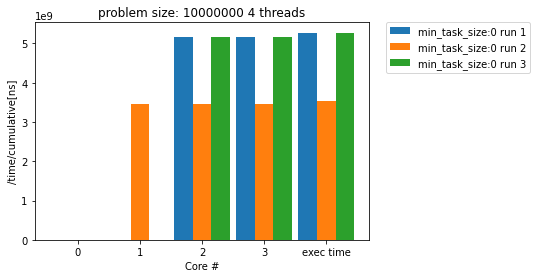 problem size: 10000000 4 threads
1e9
/time/cumulative[ns]
5
4
3
2
1
0
0 1 2 3 exec time
Core #
min_task_size:0 run 1
min_task_size:0 run 2
min_task_size:0 run 3